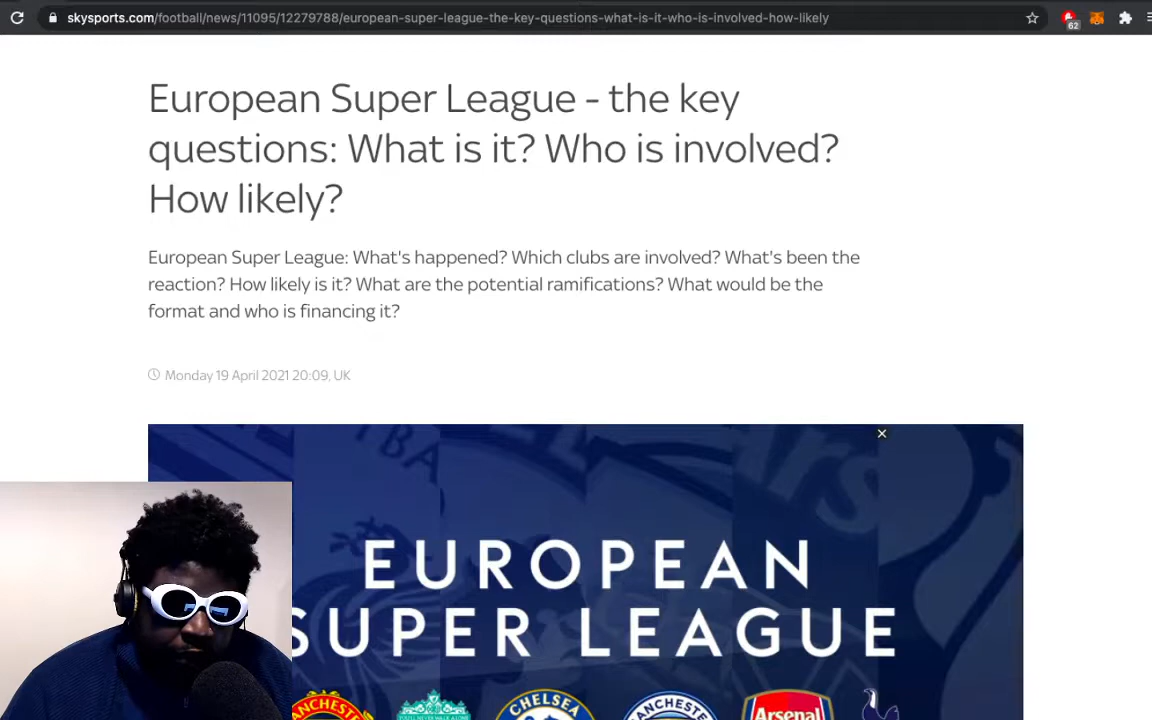 skysports.com/football/news/11095/12279788/european-super-league-the-key-questions-what-is-it-who-is-involved-how-likely
62
European Super League - the key
questions: What is it? Who is involved?
How likely?
European Super League: What's happened? Which clubs are involved? What's been the
reaction? How likely is it? What are the potential ramifications? What would be the
format and who is financing it?
Monday 19 April 2021 20:09, UK
EUROPEAN
SUPER LEAGUE
CHELSEA
Arsenal